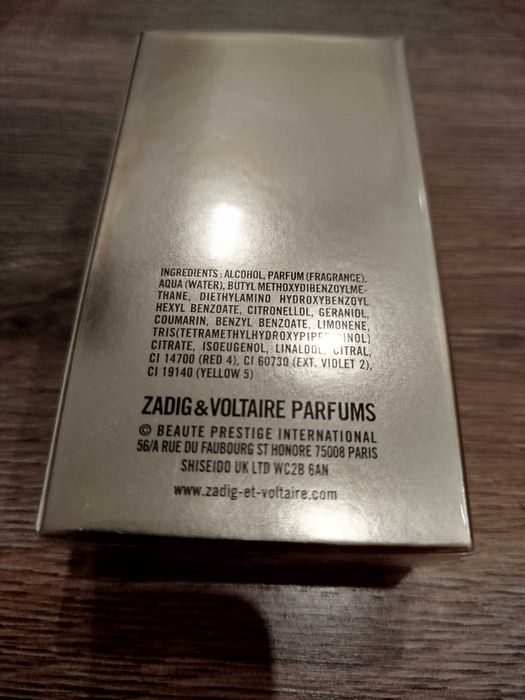 INGREDIENTS : ALCOHOL, PARFUM (FRAGRANCE),
AQUA (WATER), BUTYL METHOXYDIBENZOYLME-
THANE, DIETHYLAMINO HYDROXYBENZOYL
HEXYL BENZOATE, CITRONELLOL, GERANIOL,
COUMARIN, BENZYL BENZOATE, LIMONENE,
CITRATE, ISOEUGENOL, LINALOOL, CITRAL,
CI 14700 (RED 4), CI 60730 (EXT. VIOLET 2),
CI 19140 (YELLOW 5)
ZADIG & VOLTAIRE PARFUMS
© BEAUTE PRESTIGE INTERNATIONAL
56/A RUE DU FAUBOURG ST HONORE 75008 PARIS
SHISEIDO UK LTD WC2B 6AN
www.zadig-et-voltaire.com